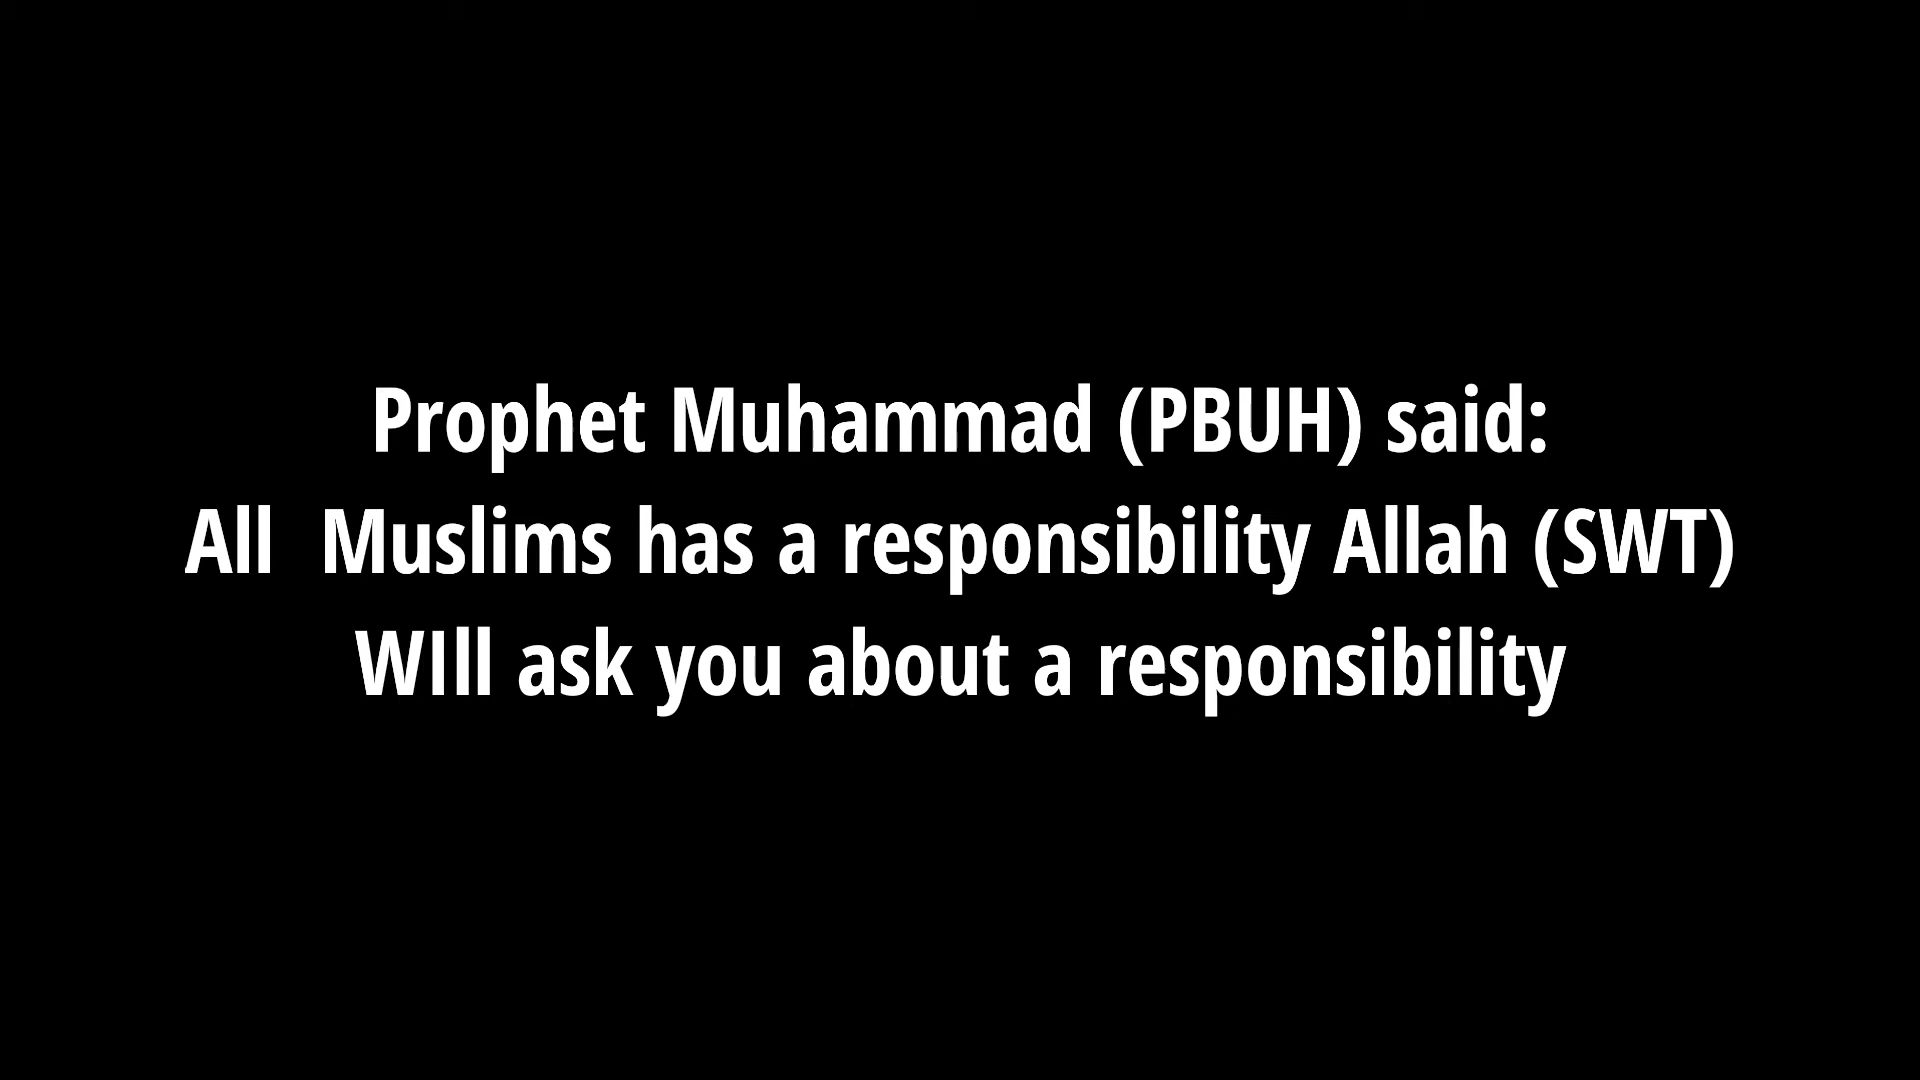 Prophet Muhammad (PBUH) said:
All  Muslims has a responsibility Allah (SWT)
WIll ask you about a responsibility